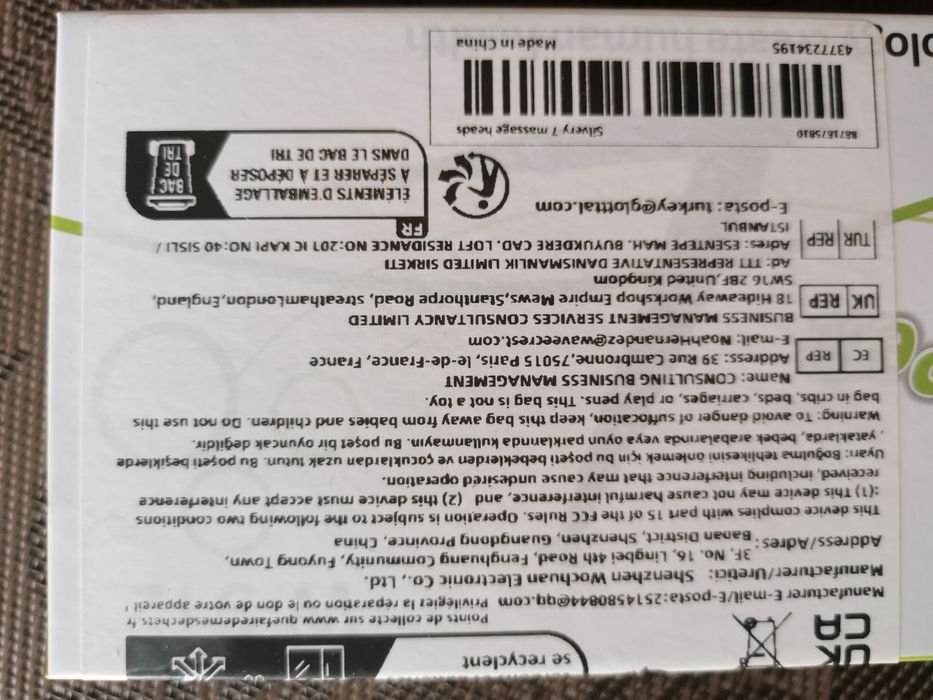 se recyclent
UK
CA
Points de collecte sur www quefairedemesdechets fr
Privilégiez la réparation ou le don de votre appareil !
Manufacturer E-mail/E-posta:2514580844@qq.com
Manufacturer/Uretici: Shenzhen Wochuan Electronic Co., Ltd.
3F, No. 16, Lingbei 4th Road, Fenghuang Community, Fuyong Town,
Address/Adres: Baoan District, Shenzhen, Guangdong Province, China
This device complies with part 15 of the FCC Rules. Operation is subject to the following two conditions
:(1) This device may not cause harmful interference, and (2) this device must accept any interference
received, including interference that may cause undesired operation.
Uyarı: Boğulma tehlikesini önlemek için bu poşeti bebeklerden ve çocuklardan uzak tutun. Bu poşeti beşiklerde
, yataklarda, bebek arabalarında veya oyun parklarında kullanmayın. Bu poşet bir oyuncak değildir.
Warning: To avoid danger of suffocation, keep this bag away from babies and children. Do not use this
bag in cribs, beds, carriages, or play pens. This bag is not a toy.
EC REP
Name: CONSULTING BUSINESS MANAGEMENT
Address: 39 Rue Cambronne,75015 Paris, Ie-de-France, France
E-mail: NoahHernandez@wavecrest.com
UK REP
BUSINESS MANAGEMENT SERVICES CONSULTANCY LIMITED
18 Hideaway Workshop Empire Mews,Stanthorpe Road, streathamLondon,England,
SW16 2BF,United Kingdom
TUR REP
Ad: TTT REPRESENTATIVE DANISMANLIK LIMITED SIRKETI
Adres: ESENTEPE MAH. BUYUKDERE CAD. LOFT RESIDANCE NO:201 IC KAPI NO:40 SISLI /
ISTANBUL
E-posta: turkey@glotttal.com
FR
ÉLÉMENTS D'EMBALLAGE
À SÉPARER ET À DÉPOSER
DANS LE BAC DE TRI
BAC
DE
TRI
8871875810
Silvery-7 massage heads
4377234195
Made in China